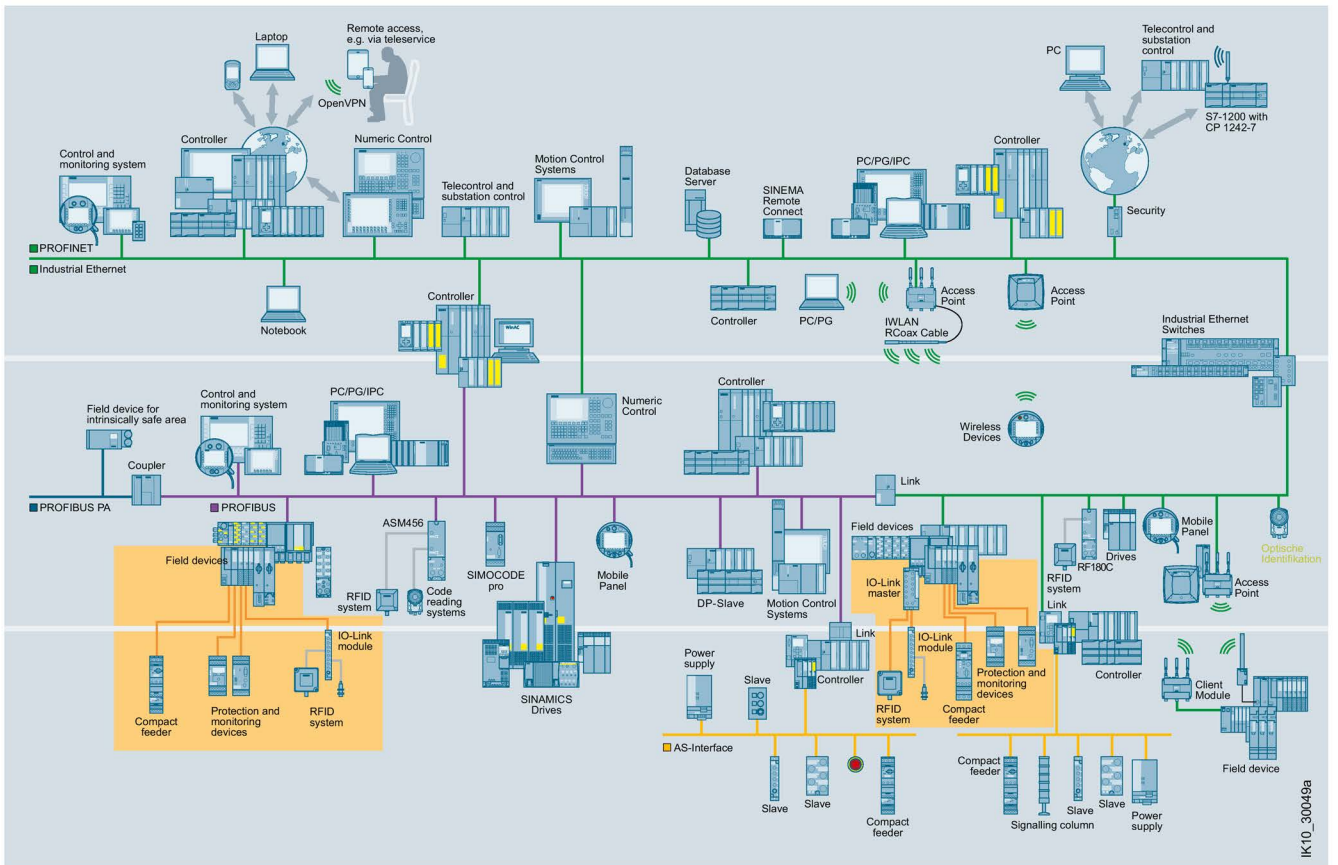 Laptop
Remote access,
e.g. via teleservice
OpenVPN
PC
Telecontrol and
substation
control
S7-1200 with
CP 1242-7
Control and
monitoring system
Controller
Numeric Control
Telecontrol and
substation control
Motion Control
Systems
Database
Server
SINEMA
Remote
Connect
PC/PG/IPC
Controller
Security
PROFINET
Industrial Ethernet
Notebook
Controller
WinAC
Controller
PC/PG
Access
Point
IWLAN
RCoax Cable
Access
Point
Industrial Ethernet
Switches
Field device for
intrinsically safe area
Control and
monitoring system
PC/PG/IPC
Numeric
Control
Controller
Wireless
Devices
Coupler
Link
PROFIBUS PA
PROFIBUS
Field devices
ASM456
RFID
system
Code
reading
systems
SIMOCODE
pro
Mobile
Panel
DP-Slave
Motion Control
Systems
Field devices
IO-Link
master
RFID
system
RF180C
Drives
Mobile
Panel
Access
Point
Optische
Identifikation
IO-Link
module
Compact
feeder
Protection and
monitoring
devices
RFID
system
SINAMICS
Drives
Link
Controller
IO-Link
module
RFID
system
Compact
feeder
Protection and
monitoring
devices
Link
Controller
Client
Module
Field device
Power
supply
Slave
AS-Interface
Slave
Slave
Compact
feeder
Compact
feeder
Signalling column
Slave
Slave
Power
supply
IK10_30049a